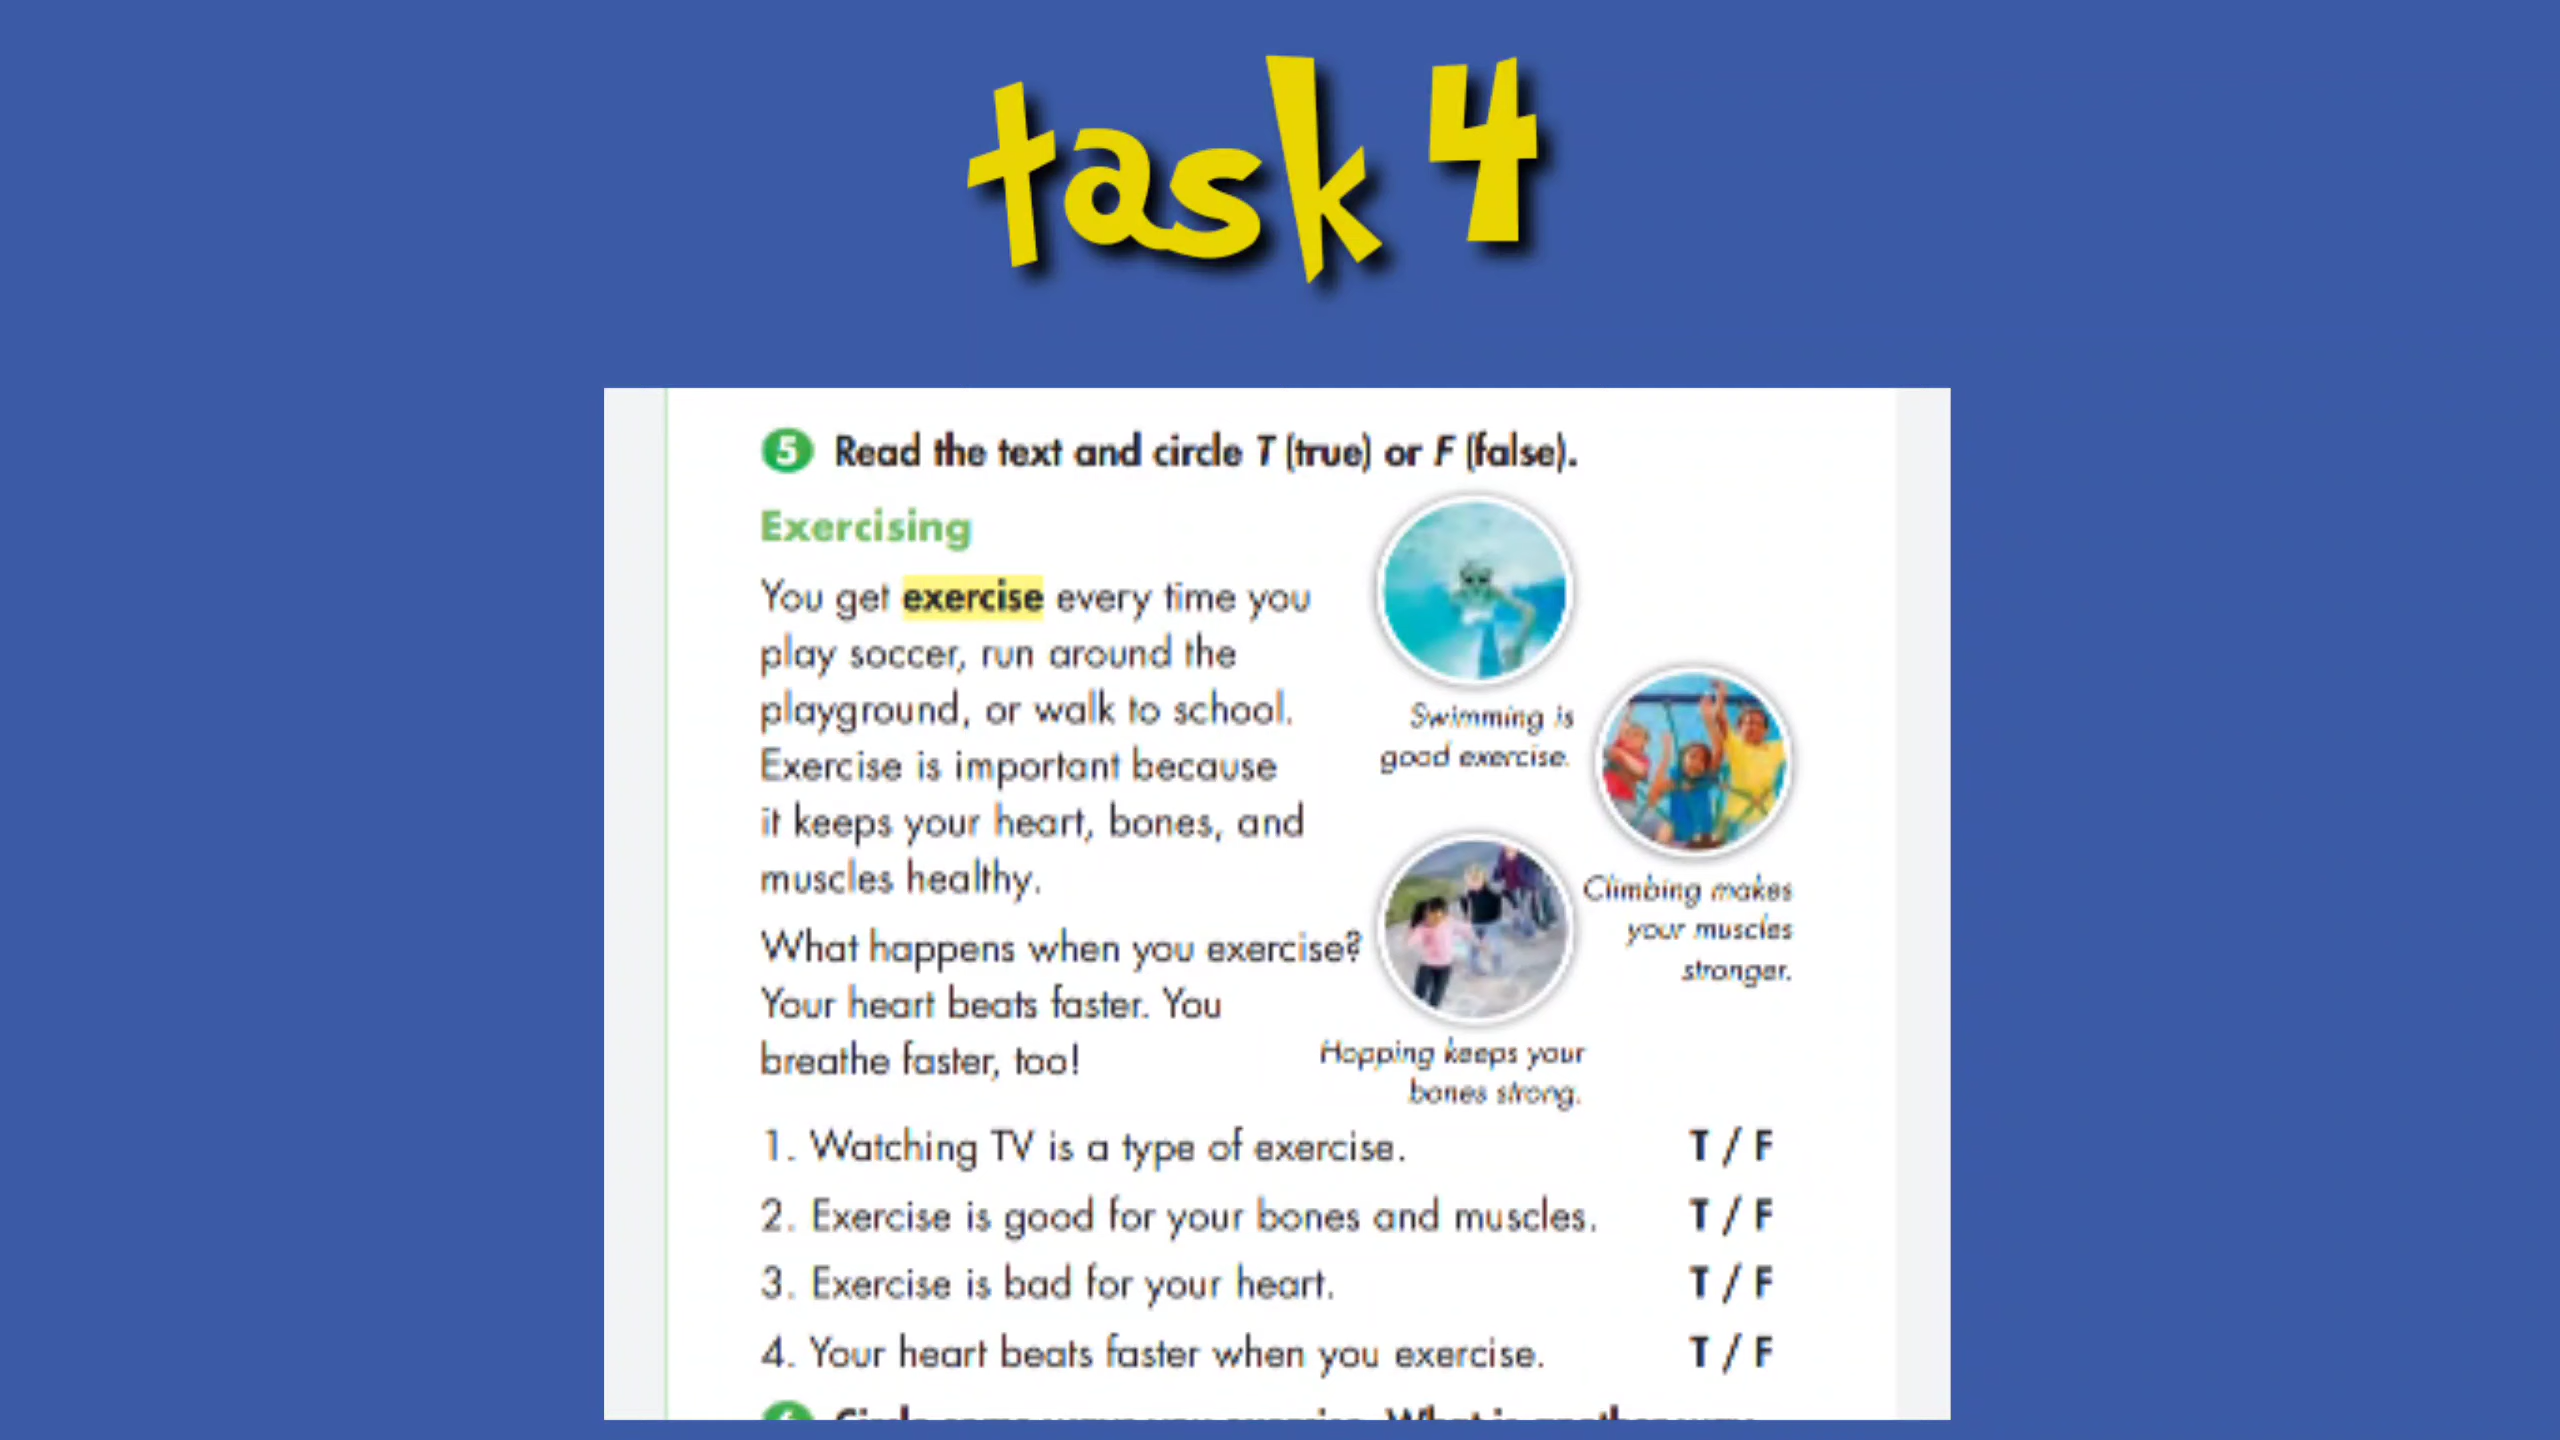 task 4
5 Read the text and circle T (true) or F (false).
Exercising
You get exercise every time you
play soccer, run around the
playground, or walk to school.
Exercise is important because
it keeps your heart, bones, and
muscles healthy.
What happens when you exercise?
Your heart beats faster. You
breathe faster, too!
Swimming is
good exercise.
Climbing makes
your muscles
stronger.
Hopping keeps your
bones strong.
1. Watching TV is a type of exercise. T / F
2. Exercise is good for your bones and muscles. T / F
3. Exercise is bad for your heart. T / F
4. Your heart beats faster when you exercise. T / F